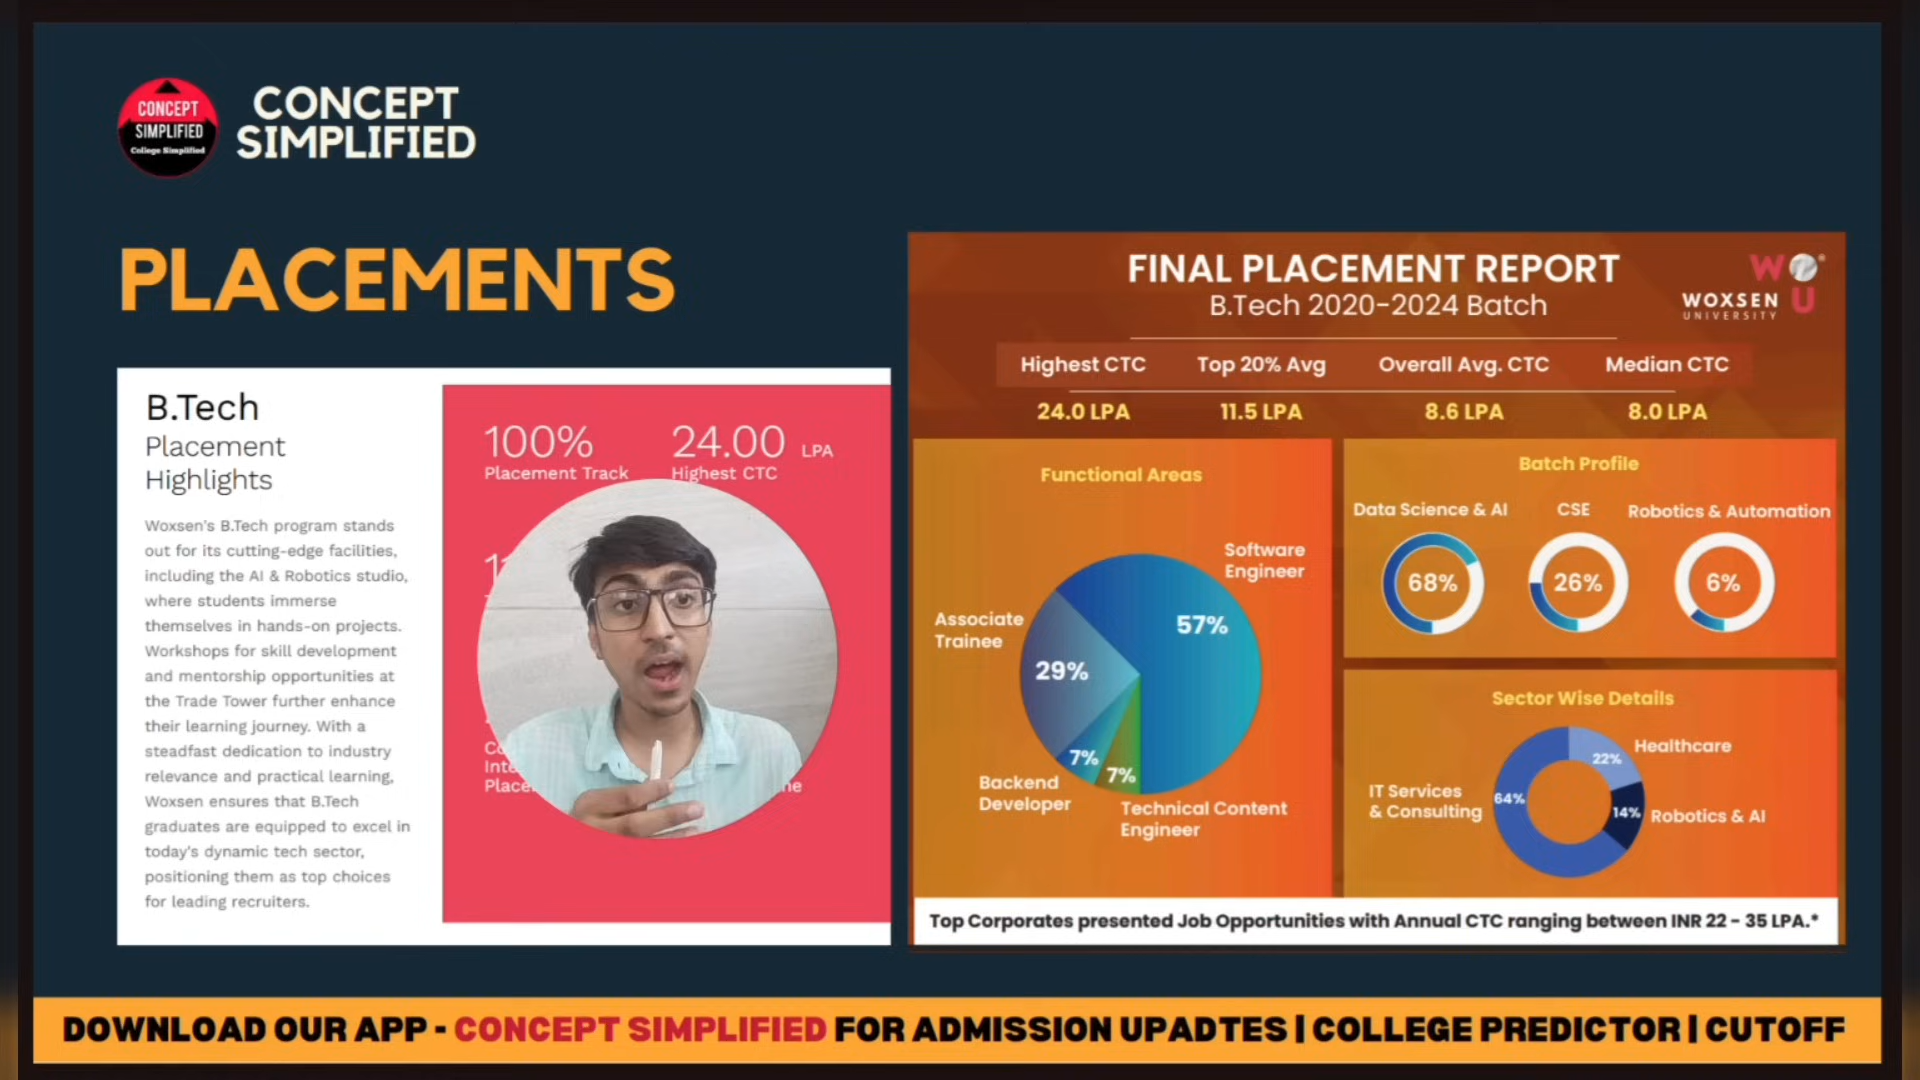 CONCEPT
SIMPLIFIED
College Simplified
CONCEPT
SIMPLIFIED
PLACEMENTS
B.Tech
Placement
Highlights
Woxsen's B.Tech program stands
out for its cutting-edge facilities,
including the AI & Robotics studio,
where students immerse
themselves in hands-on projects.
Workshops for skill development
and mentorship opportunities at
the Trade Tower further enhance
their learning journey. With a
steadfast dedication to industry
relevance and practical learning,
Woxsen ensures that B.Tech
graduates are equipped to excel in
today's dynamic tech sector,
positioning them as top choices
for leading recruiters.
100%
Placement Track
24.00 LPA
Highest CTC
FINAL PLACEMENT REPORT
B.Tech 2020-2024 Batch
WOU
WOXSEN
UNIVERSITY
Highest CTC Top 20% Avg Overall Avg. CTC Median CTC
24.0 LPA 11.5 LPA 8.6 LPA 8.0 LPA
Functional Areas
Software
Engineer
57%
Associate
Trainee
29%
7%
Backend
Developer
7%
Technical Content
Engineer
Batch Profile
Data Science & AI CSE Robotics & Automation
68% 26% 6%
Sector Wise Details
Healthcare
22%
IT Services
& Consulting
64%
14%
Robotics & AI
Top Corporates presented Job Opportunities with Annual CTC ranging between INR 22 - 35 LPA.*
DOWNLOAD OUR APP - CONCEPT SIMPLIFIED FOR ADMISSION UPADTES | COLLEGE PREDICTOR | CUTOFF